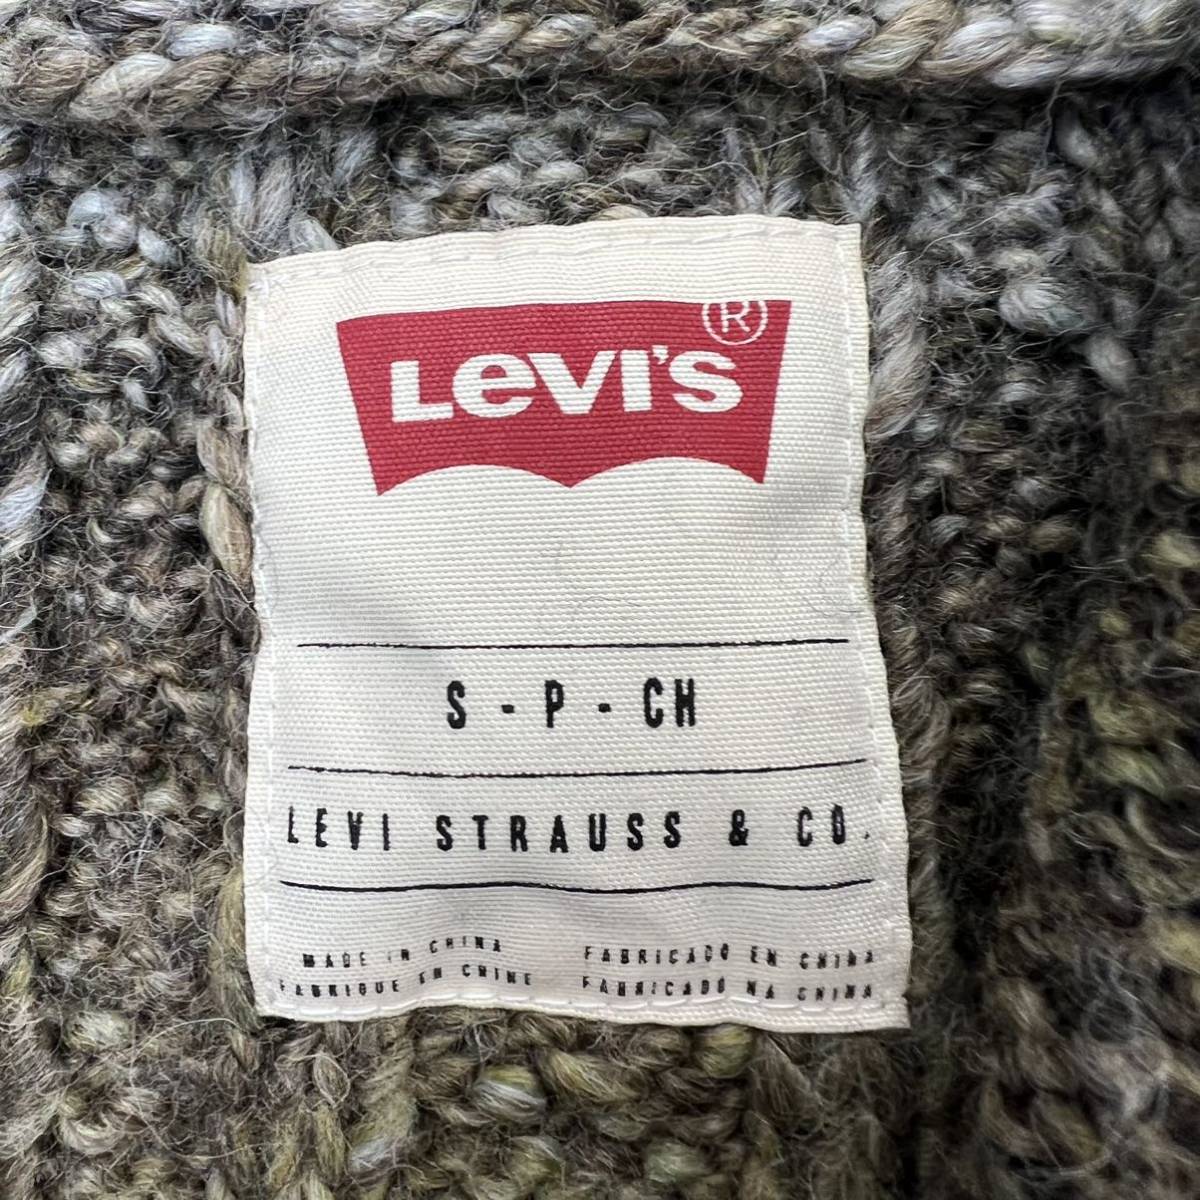 LEVI'S®
S - P - CH
LEVI STRAUSS & CO.
MADE IN CHINA
FABRIQUE EN CHINE
FABRICADO EN CHINA
FABRICADO NA CHINA